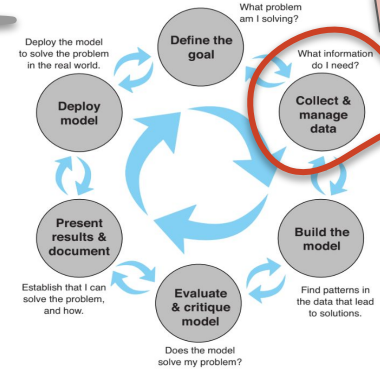 What problem
am I solving?
Define the
goal
Deploy the model
to solve the problem
in the real world.
What information
do I need?
Deploy
model
Collect &
manage
data
Present
results &
document
Build the
model
Establish that I can
solve the problem,
and how.
Evaluate
& critique
model
Find patterns in
the data that lead
to solutions.
Does the model
solve my problem?